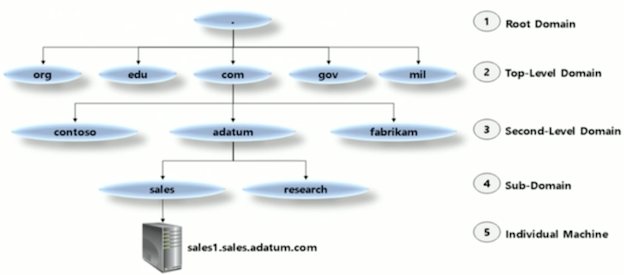 .
1 Root Domain
org edu com gov mil 2 Top-Level Domain
contoso adatum fabrikam 3 Second-Level Domain
sales research 4 Sub-Domain
sales1.sales.adatum.com 5 Individual Machine